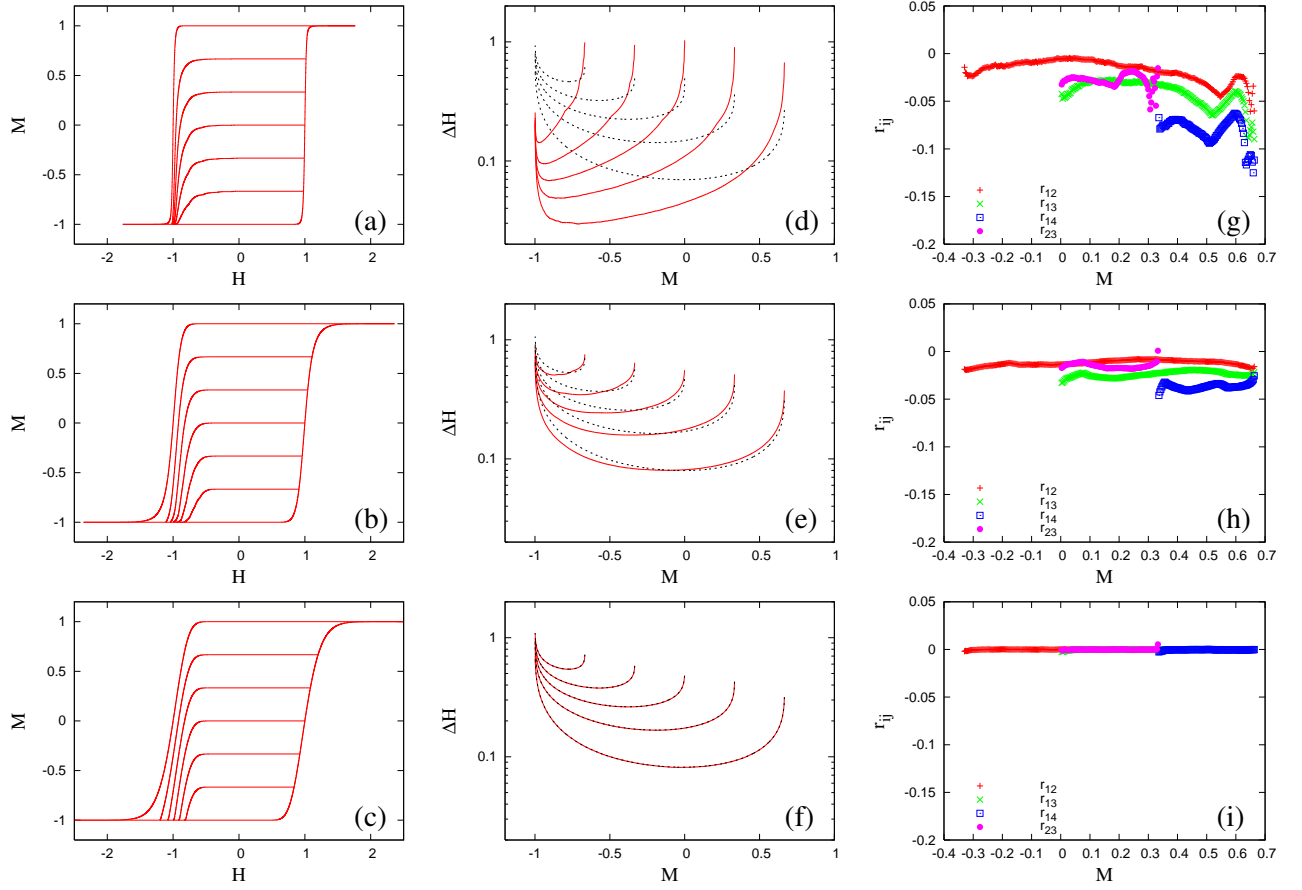 1
0.5
0
-0.5
-1
M
-2
-1
0
1
2
H
(a)
1
0.1
ΔH
-1
-0.5
0
0.5
1
M
(d)
0.05
0
-0.05
-0.1
-0.15
-0.2
r_ij
r_12
r_13
r_14
r_23
-0.4 -0.3 -0.2 -0.1 0 0.1 0.2 0.3 0.4 0.5 0.6 0.7
M
(g)
1
0.5
0
-0.5
-1
M
-2
-1
0
1
2
H
(b)
1
0.1
ΔH
-1
-0.5
0
0.5
1
M
(e)
0.05
0
-0.05
-0.1
-0.15
-0.2
r_ij
r_12
r_13
r_14
r_23
-0.4 -0.3 -0.2 -0.1 0 0.1 0.2 0.3 0.4 0.5 0.6 0.7
M
(h)
1
0.5
0
-0.5
-1
M
-2
-1
0
1
2
H
(c)
1
0.1
ΔH
-1
-0.5
0
0.5
1
M
(f)
0.05
0
-0.05
-0.1
-0.15
-0.2
r_ij
r_12
r_13
r_14
r_23
-0.4 -0.3 -0.2 -0.1 0 0.1 0.2 0.3 0.4 0.5 0.6 0.7
M
(i)